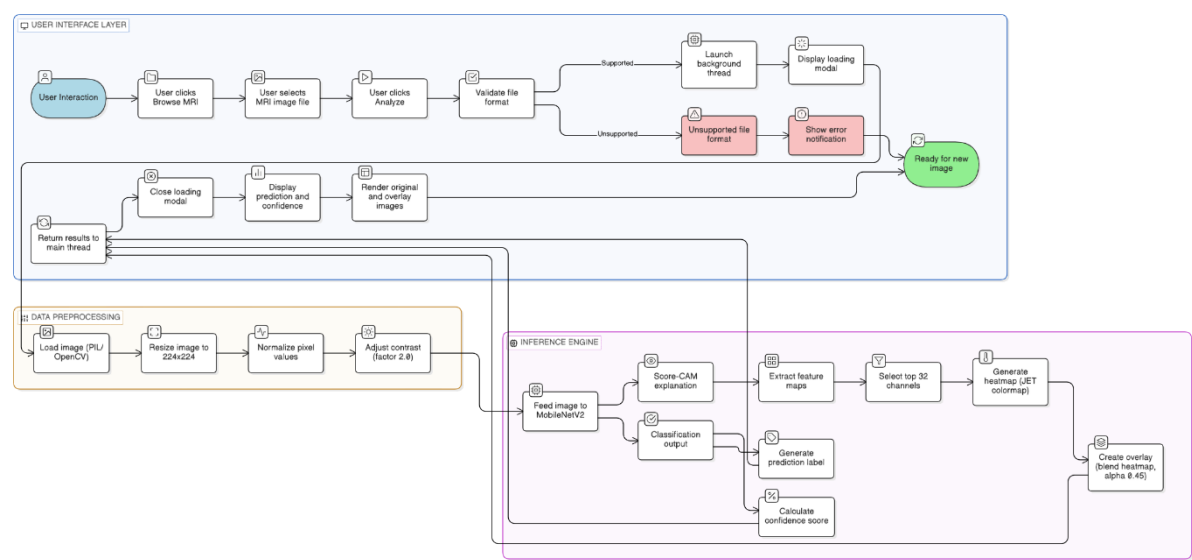 USER INTERFACE LAYER
User Interaction
User clicks
Browse MRI
User selects
MRI image file
User clicks
Analyze
Validate file
format
Supported
Unsupported
Launch
background
thread
Display loading
modal
Unsupported file
format
Show error
notification
Ready for new
image
Close loading
modal
Display
prediction and
confidence
Render original
and overlay
images
Return results to
main thread
DATA PREPROCESSING
Load image (PIL/
OpenCV)
Resize image to
224x224
Normalize pixel
values
Adjust contrast
(factor 2.0)
INFERENCE ENGINE
Feed image to
MobileNetV2
Score-CAM
explanation
Extract feature
maps
Select top 32
channels
Generate
heatmap (JET
colormap)
Classification
output
Generate
prediction label
Calculate
confidence score
Create overlay
(blend heatmap,
alpha 0.45)